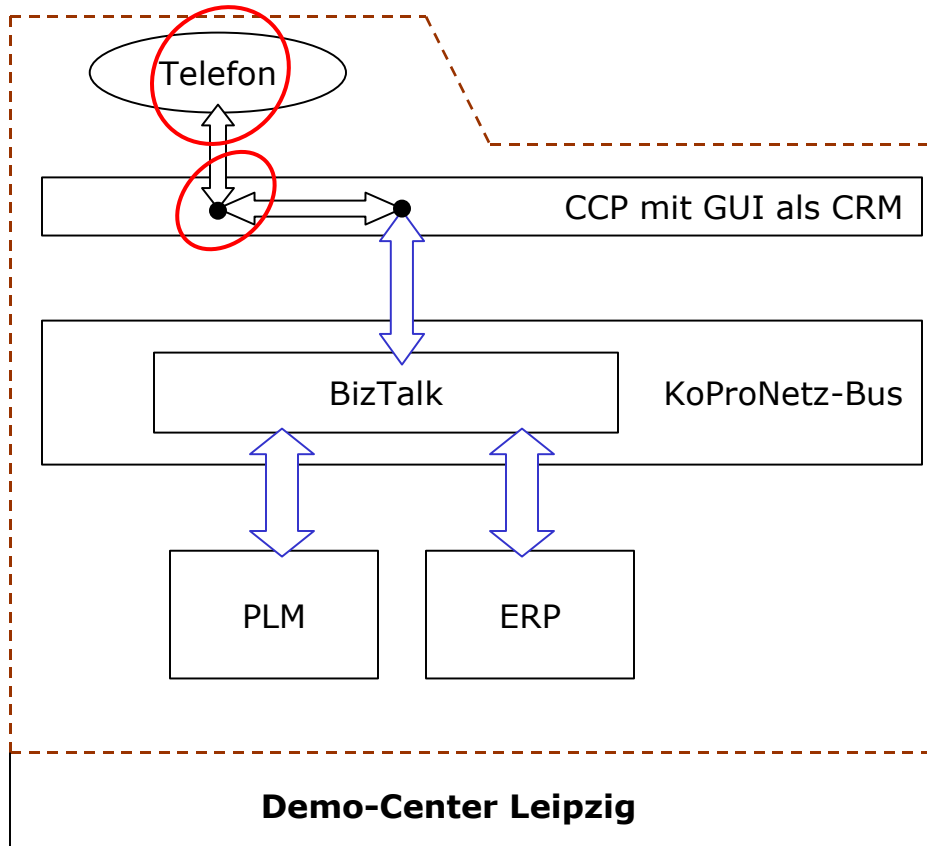 Telefon
CCP mit GUI als CRM
BizTalk
KoProNetz-Bus
PLM
ERP
Demo-Center Leipzig